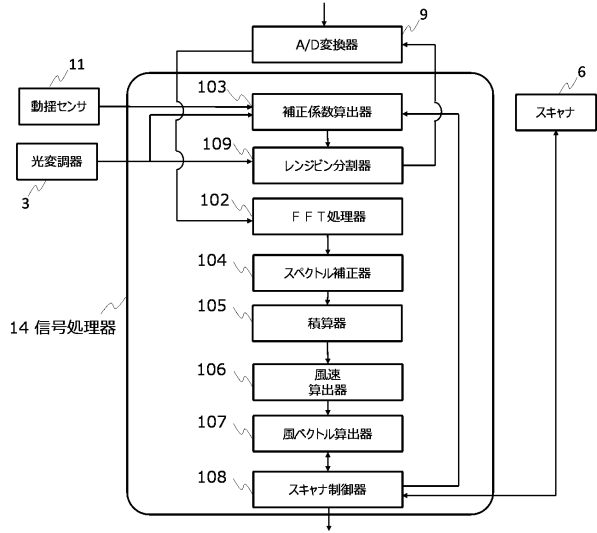 9
A/D変換器
11
動揺センサ
103
補正係数算出器
6
スキャナ
光変調器
3
109
レンジビン分割器
102
ＦＦＴ処理器
104
スペクトル補正器
14 信号処理器
105
積算器
106
風速
算出器
107
風ベクトル算出器
108
スキャナ制御器